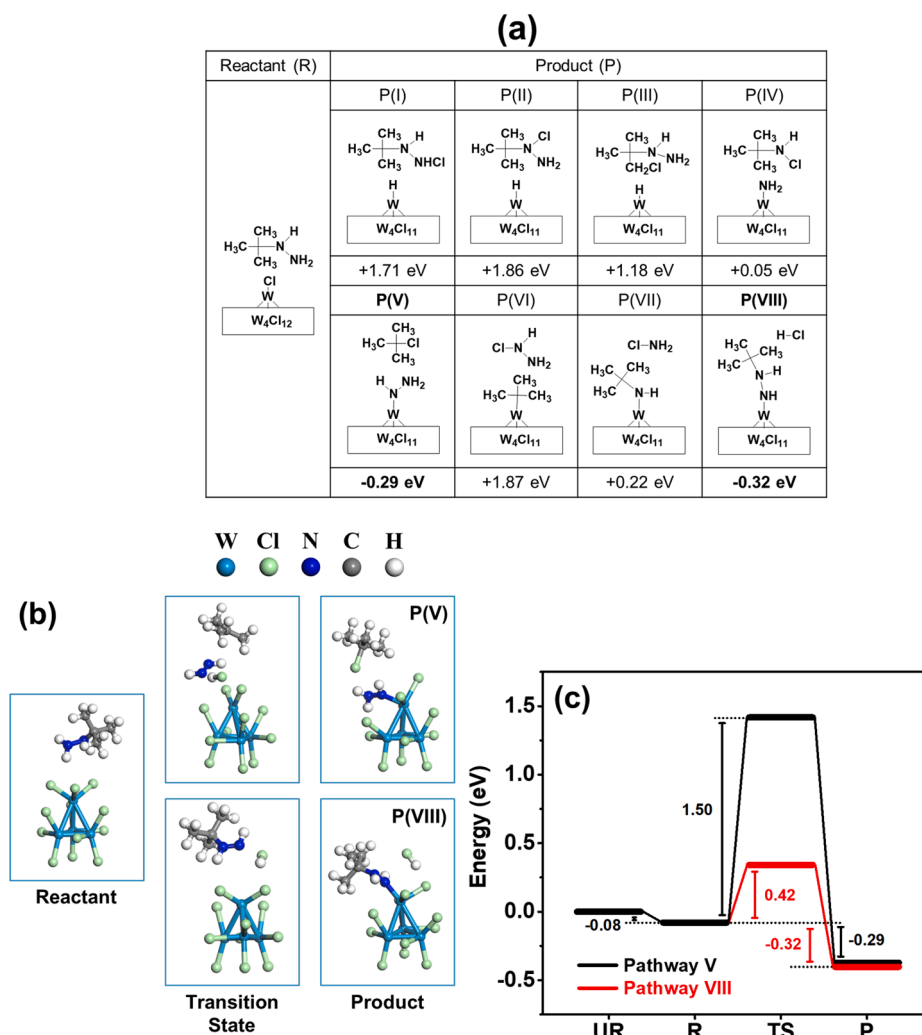 (a)
Reactant (R) Product (P)
P(I) P(II) P(III) P(IV)
CH₃ H
H₃C N
CH₃ NHCl
H
W
W₄Cl₁₁
CH₃ Cl
H₃C N
CH₃ NH₂
H
W
W₄Cl₁₁
CH₃ H
H₃C N
NH₂
CH₂Cl
H
W
W₄Cl₁₁
CH₃ H
H₃C N
CH₃ Cl
NH₂
W
W₄Cl₁₁
CH₃ H
H₃C N
CH₃ NH₂
Cl
W
W₄Cl₁₂
+1.71 eV +1.86 eV +1.18 eV +0.05 eV
P(V) P(VI) P(VII) P(VIII)
CH₃
H₃C Cl
CH₃
H NH₂
N
W
W₄Cl₁₁
H
Cl N
NH₂
CH₃
H₃C CH₃
W
W₄Cl₁₁
Cl-NH₂
CH₃
H₃C CH₃
N-H
W
W₄Cl₁₁
H-Cl
CH₃
H₃C CH₃
N-H
NH
W
W₄Cl₁₁
-0.29 eV +1.87 eV +0.22 eV -0.32 eV
W Cl N C H
(b)
P(V)
P(VIII)
Reactant
Transition
State
Product
(c)
Energy (eV)
1.5
1.0
0.5
0.0
-0.5
1.50
0.42
-0.08
-0.32
-0.29
Pathway V
Pathway VIII
UR R TS P